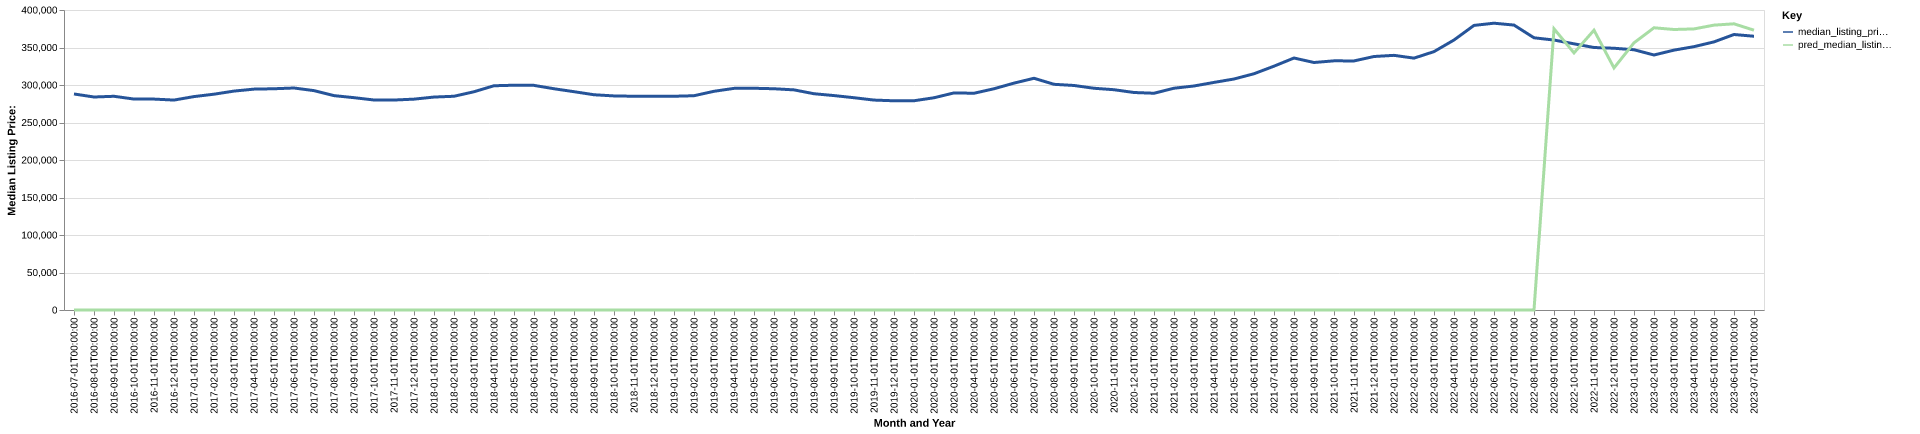 400,000
350,000
300,000
250,000
200,000
150,000
100,000
50,000
0
Median Listing Price:
2016-07-01T00:00:00
2016-08-01T00:00:00
2016-09-01T00:00:00
2016-10-01T00:00:00
2016-11-01T00:00:00
2016-12-01T00:00:00
2017-01-01T00:00:00
2017-02-01T00:00:00
2017-03-01T00:00:00
2017-04-01T00:00:00
2017-05-01T00:00:00
2017-06-01T00:00:00
2017-07-01T00:00:00
2017-08-01T00:00:00
2017-09-01T00:00:00
2017-10-01T00:00:00
2017-11-01T00:00:00
2017-12-01T00:00:00
2018-01-01T00:00:00
2018-02-01T00:00:00
2018-03-01T00:00:00
2018-04-01T00:00:00
2018-05-01T00:00:00
2018-06-01T00:00:00
2018-07-01T00:00:00
2018-08-01T00:00:00
2018-09-01T00:00:00
2018-10-01T00:00:00
2018-11-01T00:00:00
2018-12-01T00:00:00
2019-01-01T00:00:00
2019-02-01T00:00:00
2019-03-01T00:00:00
2019-04-01T00:00:00
2019-05-01T00:00:00
2019-06-01T00:00:00
2019-07-01T00:00:00
2019-08-01T00:00:00
2019-09-01T00:00:00
2019-10-01T00:00:00
2019-11-01T00:00:00
2019-12-01T00:00:00
2020-01-01T00:00:00
2020-02-01T00:00:00
2020-03-01T00:00:00
2020-04-01T00:00:00
2020-05-01T00:00:00
2020-06-01T00:00:00
2020-07-01T00:00:00
2020-08-01T00:00:00
2020-09-01T00:00:00
2020-10-01T00:00:00
2020-11-01T00:00:00
2020-12-01T00:00:00
2021-01-01T00:00:00
2021-02-01T00:00:00
2021-03-01T00:00:00
2021-04-01T00:00:00
2021-05-01T00:00:00
2021-06-01T00:00:00
2021-07-01T00:00:00
2021-08-01T00:00:00
2021-09-01T00:00:00
2021-10-01T00:00:00
2021-11-01T00:00:00
2021-12-01T00:00:00
2022-01-01T00:00:00
2022-02-01T00:00:00
2022-03-01T00:00:00
2022-04-01T00:00:00
2022-05-01T00:00:00
2022-06-01T00:00:00
2022-07-01T00:00:00
2022-08-01T00:00:00
2022-09-01T00:00:00
2022-10-01T00:00:00
2022-11-01T00:00:00
2022-12-01T00:00:00
2023-01-01T00:00:00
2023-02-01T00:00:00
2023-03-01T00:00:00
2023-04-01T00:00:00
2023-05-01T00:00:00
2023-06-01T00:00:00
2023-07-01T00:00:00
Month and Year
Key
median_listing_pri…
pred_median_listin…